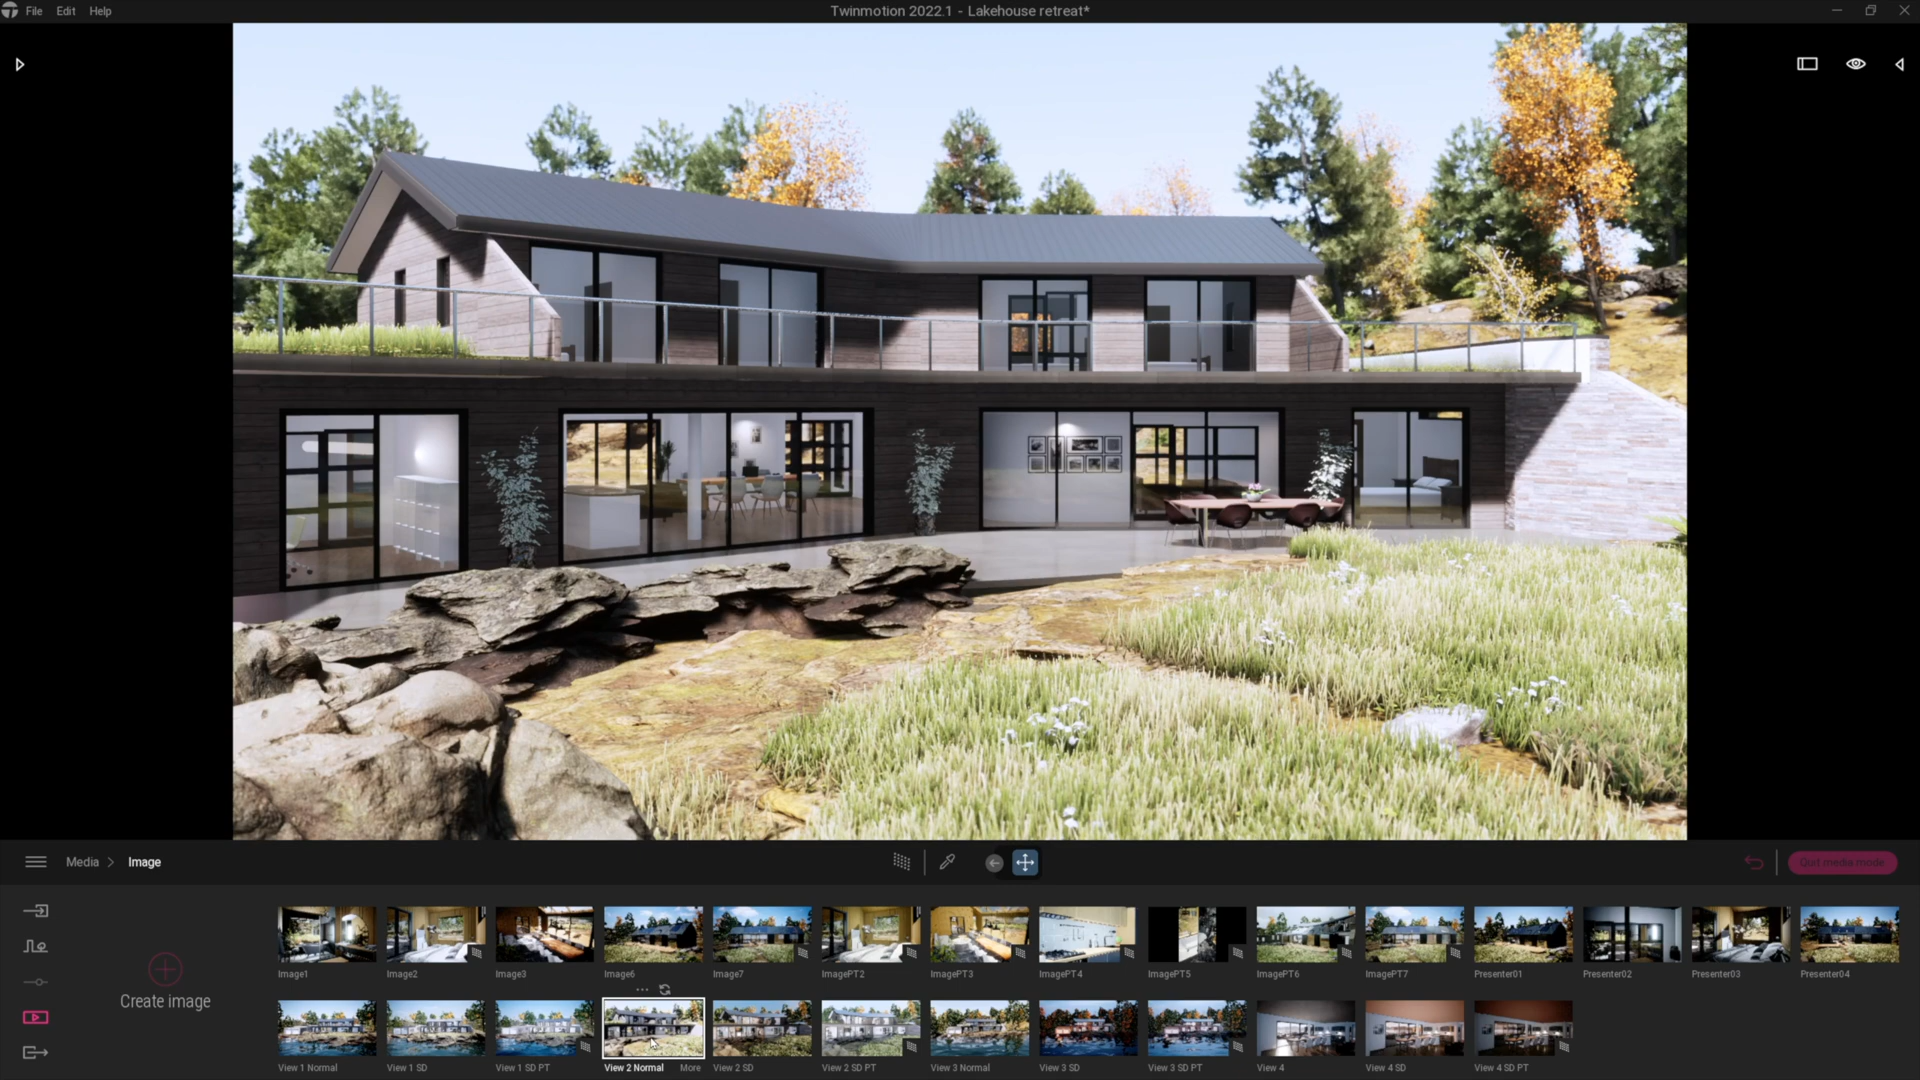 File Edit Help
Twinmotion 2022.1 - Lakehouse retreat*
Media > Image
Quit media mode
Create image
Image1 Image2 Image3 Image6 Image7 ImagePT2 ImagePT3 ImagePT4 ImagePT5 ImagePT6 ImagePT7 Presenter01 Presenter02 Presenter03 Presenter04
View 1 Normal View 1 SD View 1 SD PT View 2 Normal More View 2 SD View 2 SD PT View 3 Normal View 3 SD View 3 SD PT View 4 View 4 SD View 4 SD PT